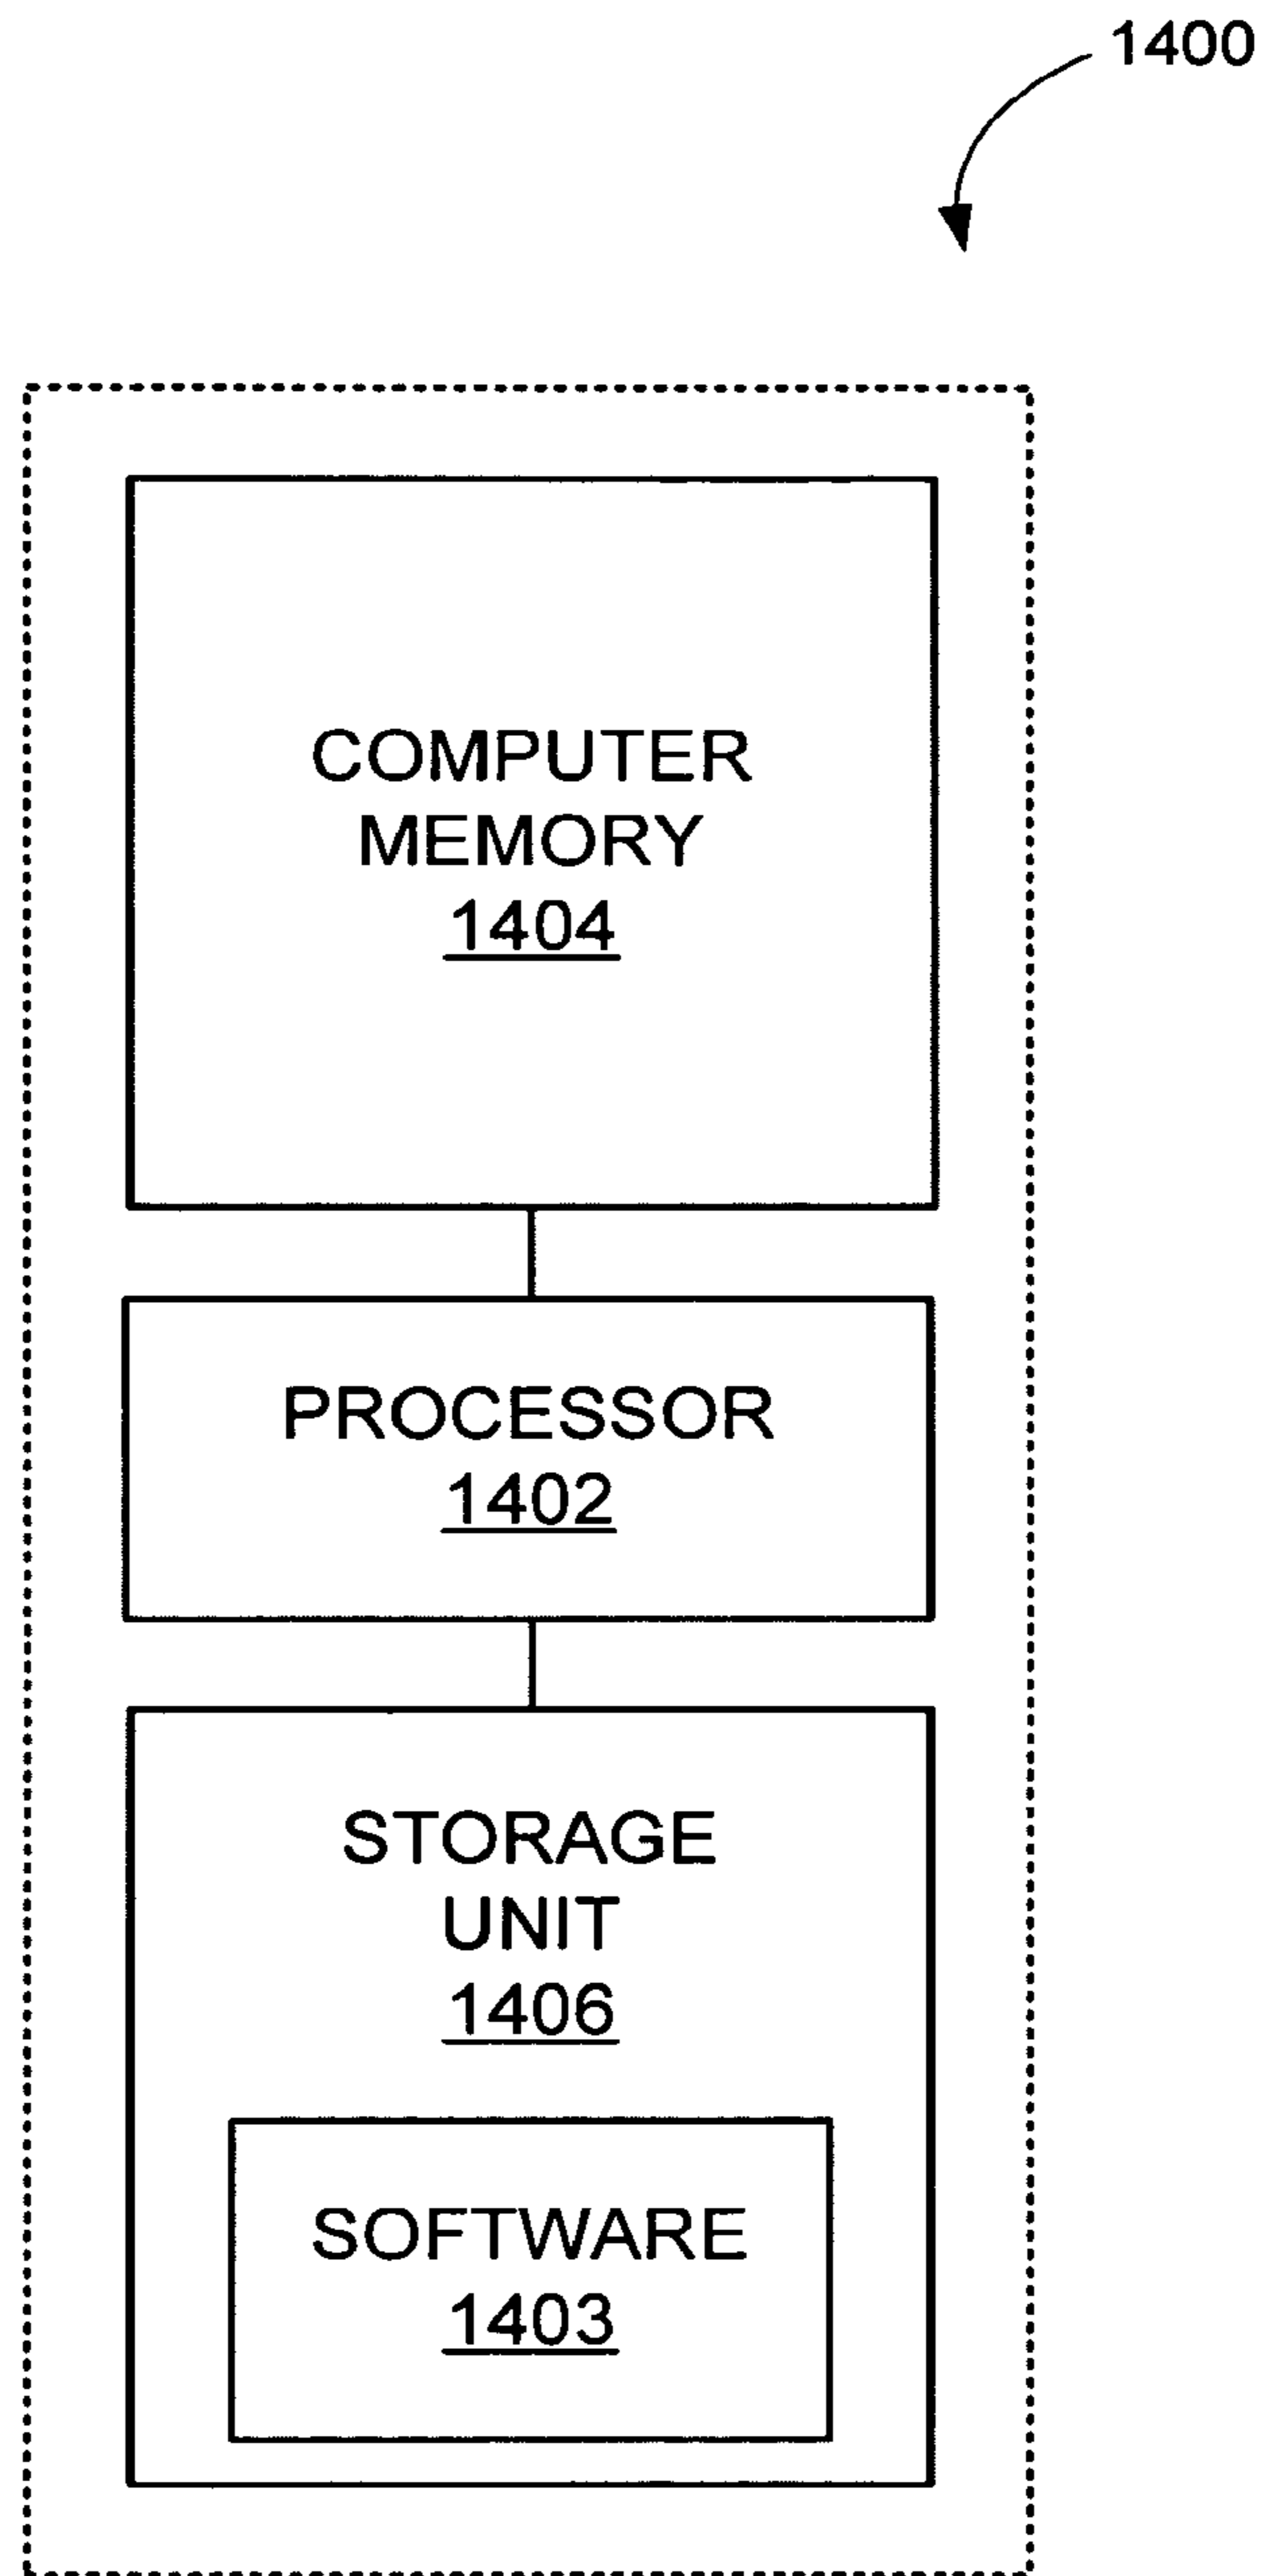 1400
COMPUTER
MEMORY
1404
PROCESSOR
1402
STORAGE
UNIT
1406
SOFTWARE
1403